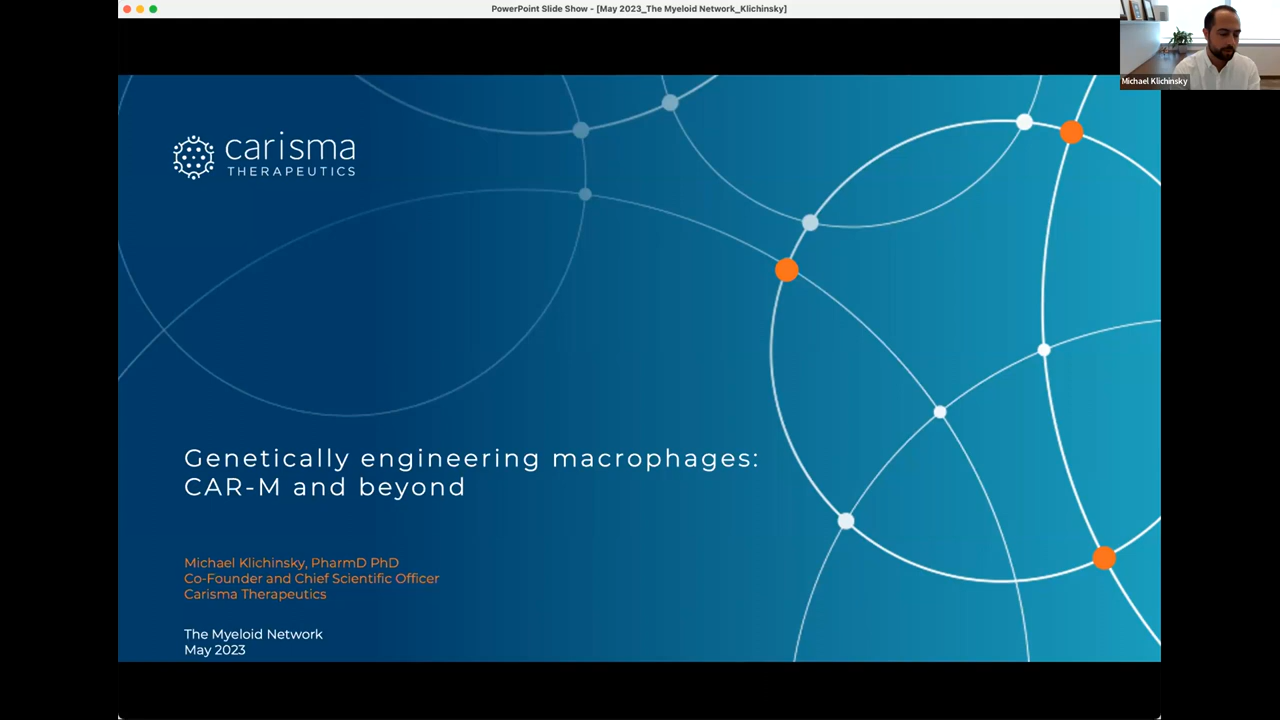 PowerPoint Slide Show - [May 2023_The Myeloid Network_Klichinsky]
Michael Klichinsky
carisma
THERAPEUTICS
Genetically engineering macrophages:
CAR-M and beyond
Michael Klichinsky, PharmD PhD
Co-Founder and Chief Scientific Officer
Carisma Therapeutics
The Myeloid Network
May 2023